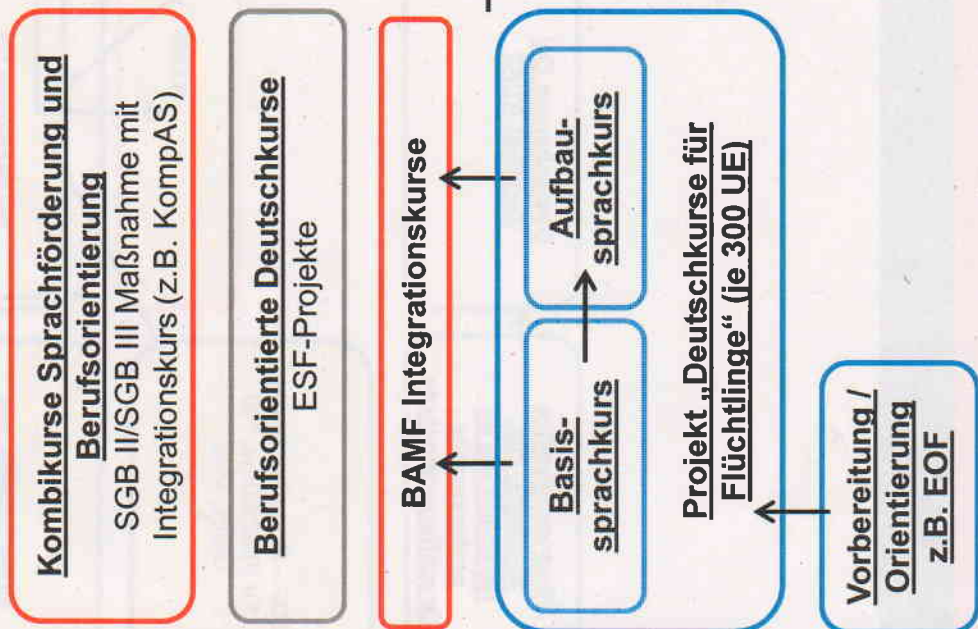 Kombikurse Sprachförderung und
Berufsorientierung
SGB II/SGB III Maßnahme mit
Integrationskurs (z.B. KompAS)
Berufsorientierte Deutschkurse
ESF-Projekte
BAMF Integrationskurse
Basis-
sprachkurs
Aufbau-
sprachkurs
Projekt „Deutschkurse für
Flüchtlinge“ (je 300 UE)
Vorbereitung /
Orientierung
z.B. EOF